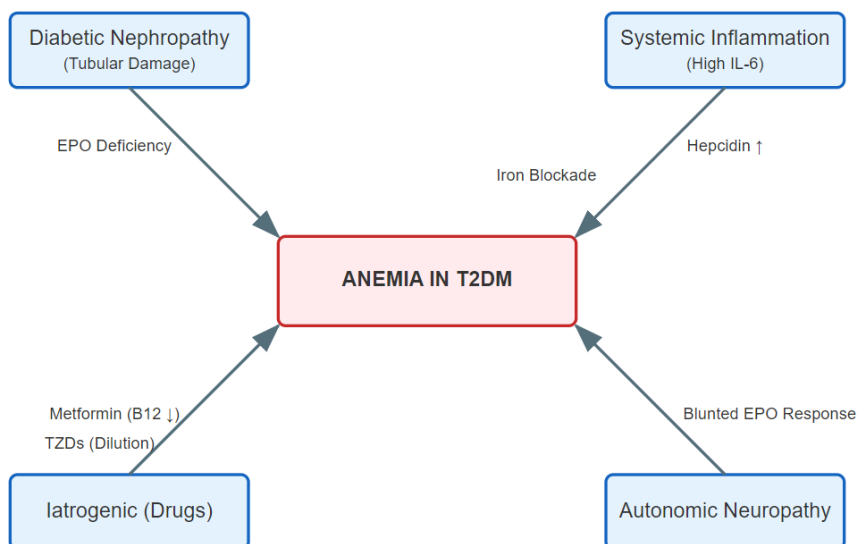 Diabetic Nephropathy
(Tubular Damage)
Systemic Inflammation
(High IL-6)
EPO Deficiency
Hepcidin ↑
Iron Blockade
ANEMIA IN T2DM
Metformin (B12 ↓)
TZDs (Dilution)
Blunted EPO Response
Iatrogenic (Drugs)
Autonomic Neuropathy